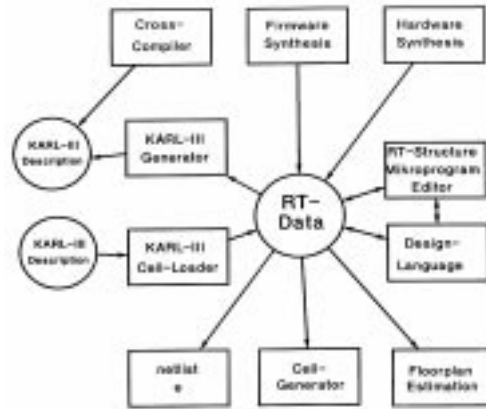 Cross-
Compiler
Firmware
Synthesis
Hardware
Synthesis
KARL-III
Description
KARL-III
Generator
RT-Structure
Mikroprogram
Editor
RT-
Data
KARL-III
Description
KARL-III
Cell-Loader
Design-
Language
netlist
Cell-
Generator
Floorplan
Estimation